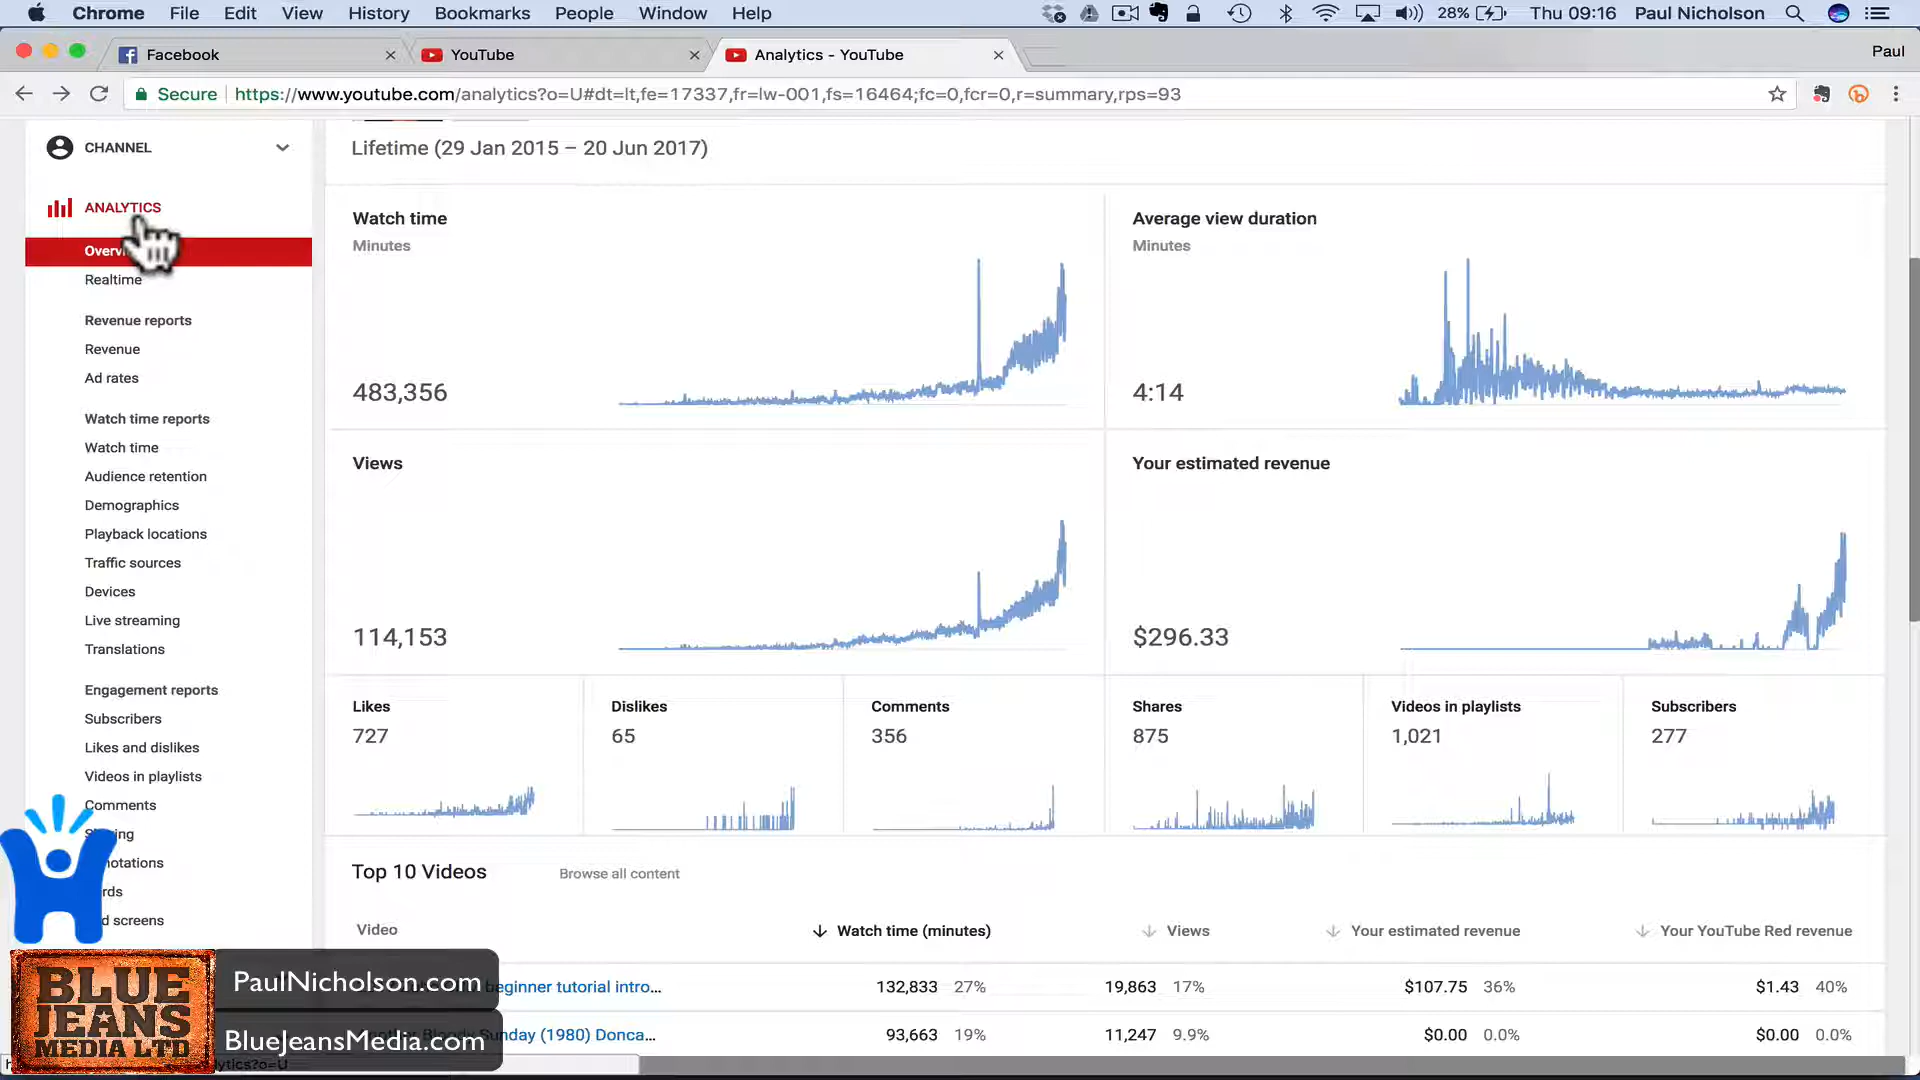 Chrome File Edit View History Bookmarks People Window Help 28% Thu 09:16 Paul Nicholson
Facebook YouTube Analytics - YouTube Paul
Secure https://www.youtube.com/analytics?o=U#dt=lt,fe=17337,fr=lw-001,fs=16464;fc=0,fcr=0,r=summary,rps=93
CHANNEL
ANALYTICS
Realtime
Revenue reports
Revenue
Ad rates
Watch time reports
Watch time
Audience retention
Demographics
Playback locations
Traffic sources
Devices
Live streaming
Translations
Engagement reports
Subscribers
Likes and dislikes
Videos in playlists
Comments
screens
Lifetime (29 Jan 2015 – 20 Jun 2017)
Watch time
Minutes
483,356
Average view duration
Minutes
4:14
Views
114,153
Your estimated revenue
$296.33
Likes
727
Dislikes
65
Comments
356
Shares
875
Videos in playlists
1,021
Subscribers
277
Top 10 Videos Browse all content
Video Watch time (minutes) Views Your estimated revenue Your YouTube Red revenue
beginner tutorial intro... 132,833 27% 19,863 17% $107.75 36% $1.43 40%
Sunday (1980) Donca... 93,663 19% 11,247 9.9% $0.00 0.0% $0.00 0.0%
BLUE
JEANS
MEDIA LTD
PaulNicholson.com
BlueJeansMedia.com